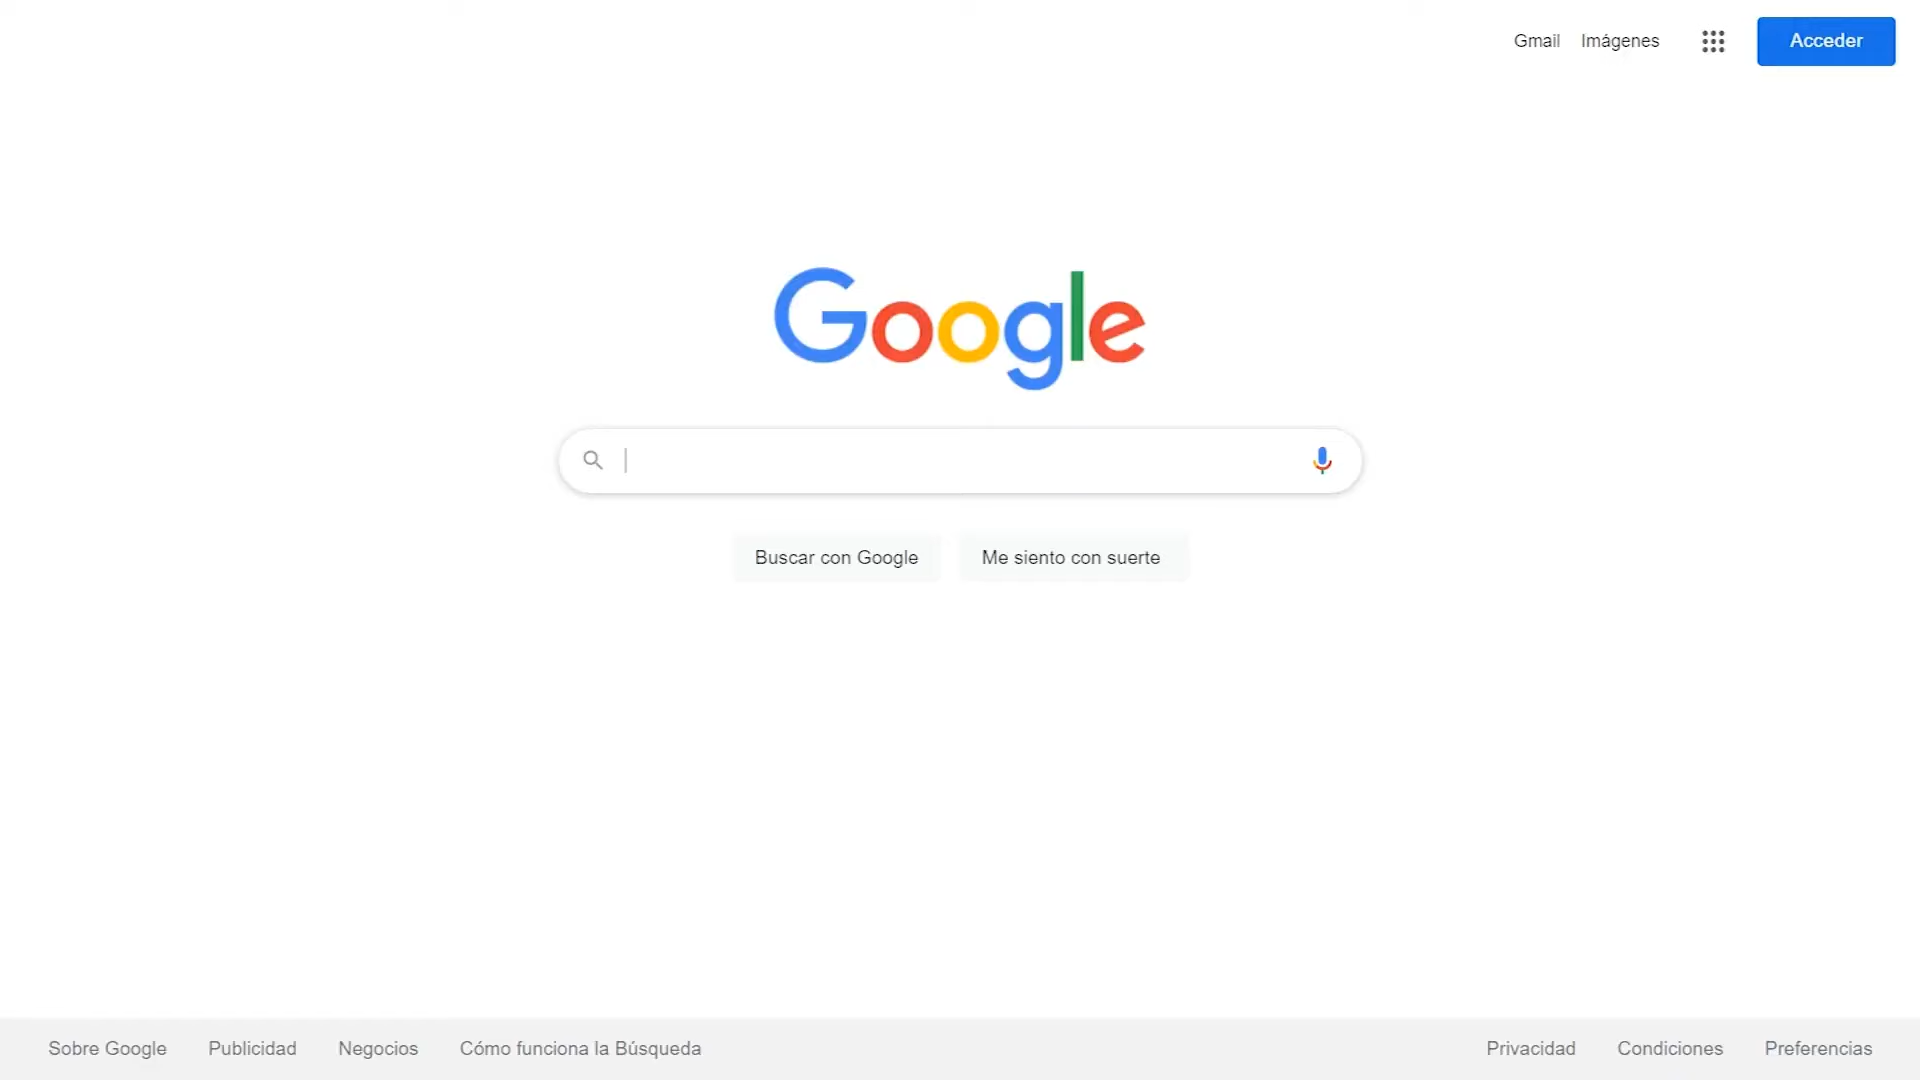 Gmail Imágenes Acceder
Google
Buscar con Google Me siento con suerte
Sobre Google Publicidad Negocios Cómo funciona la Búsqueda Privacidad Condiciones Preferencias